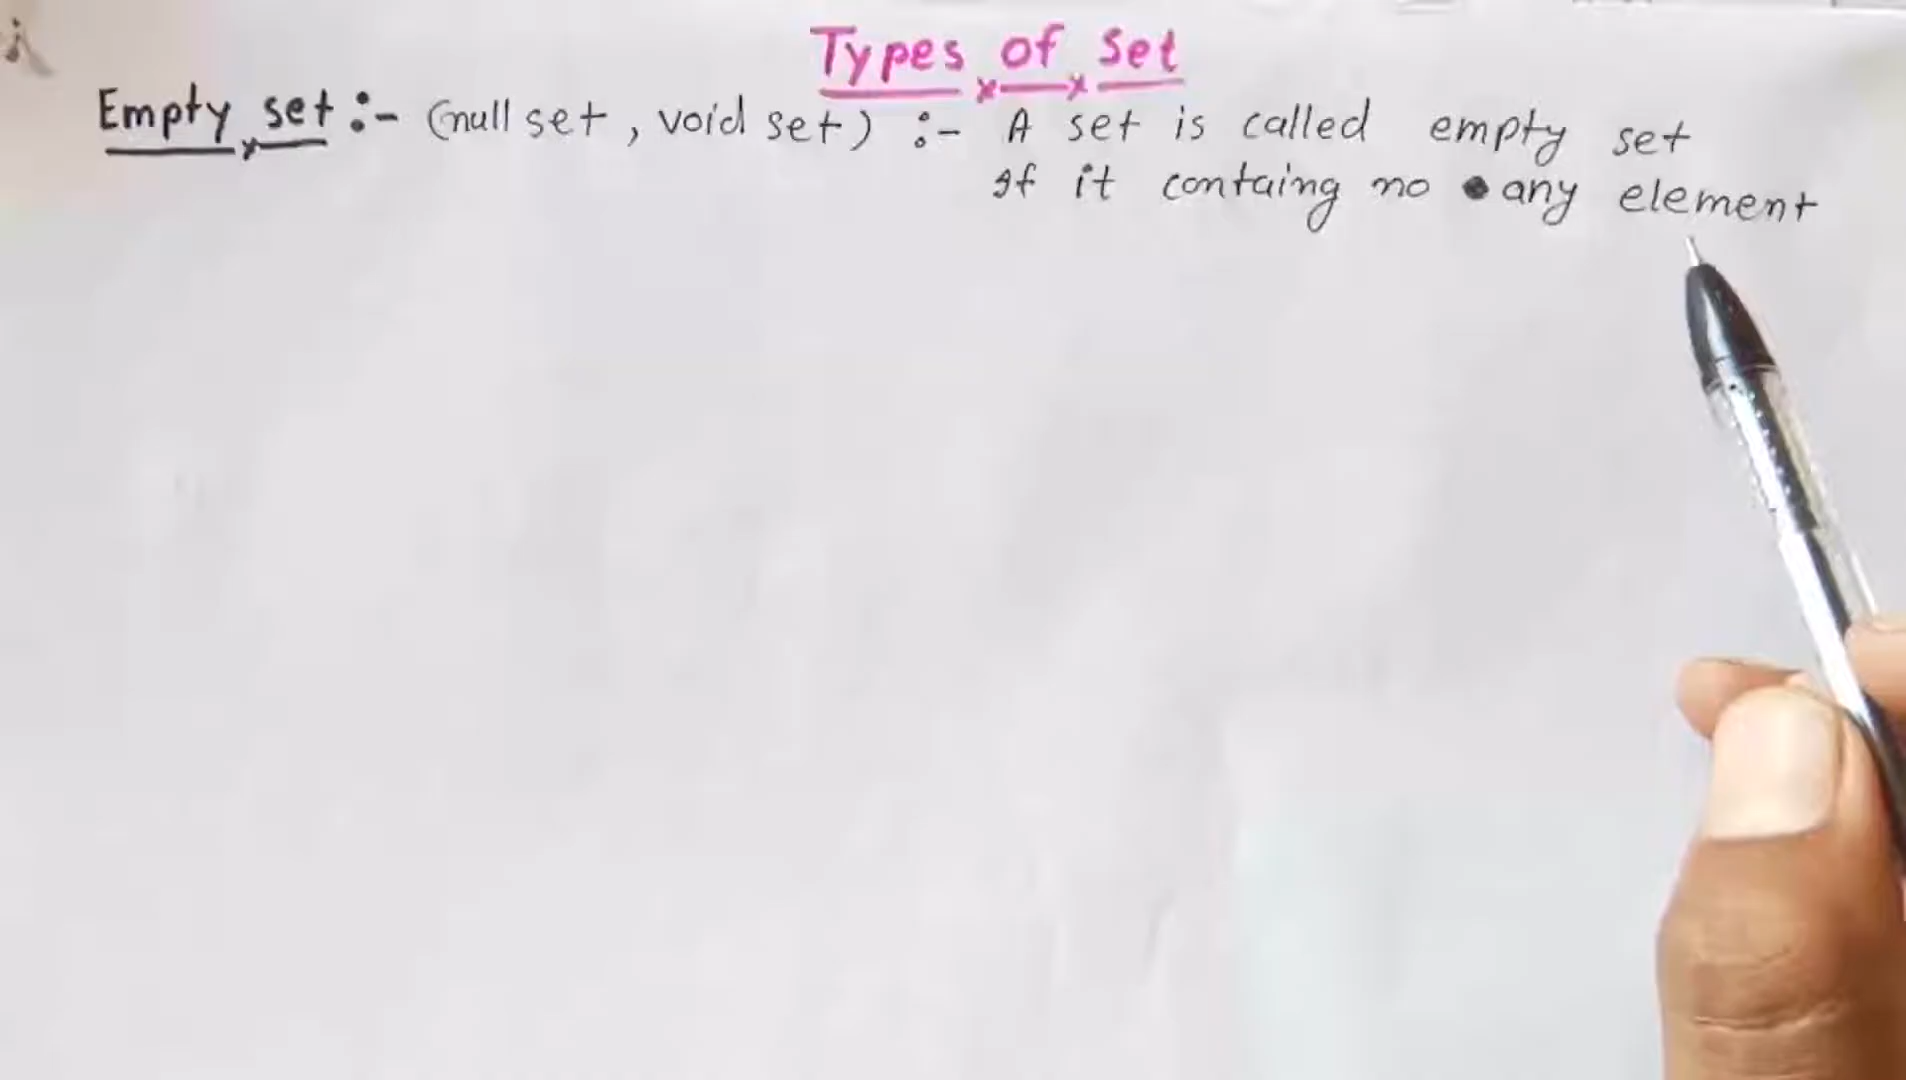 Types of Set
Empty set :- (null set, void set) :- A set is called empty set
If it containg no any element